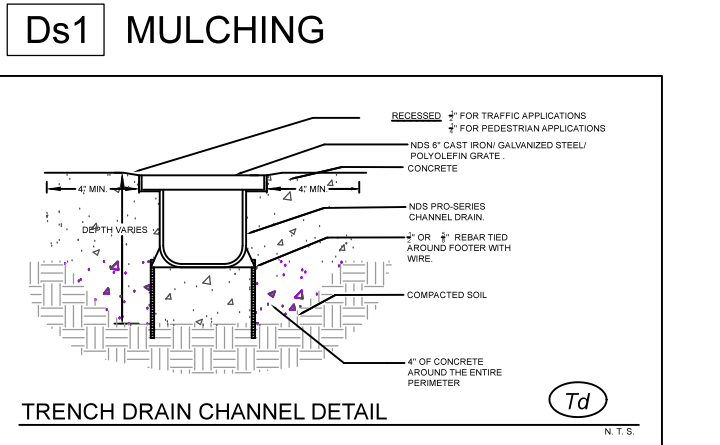 Ds1 MULCHING
RECESSED ½" FOR TRAFFIC APPLICATIONS
" FOR PEDESTRIAN APPLICATIONS
NDS 6" CAST IRON/ GALVANIZED STEEL/
POLYOLEFIN GRATE .
CONCRETE
4" MIN.
4" MIN.
NDS PRO-SERIES
CHANNEL DRAIN.
DEPTH VARIES
" OR " REBAR TIED
AROUND FOOTER WITH
WIRE.
COMPACTED SOIL
4" OF CONCRETE
AROUND THE ENTIRE
PERIMETER
TRENCH DRAIN CHANNEL DETAIL
Td
N. T. S.